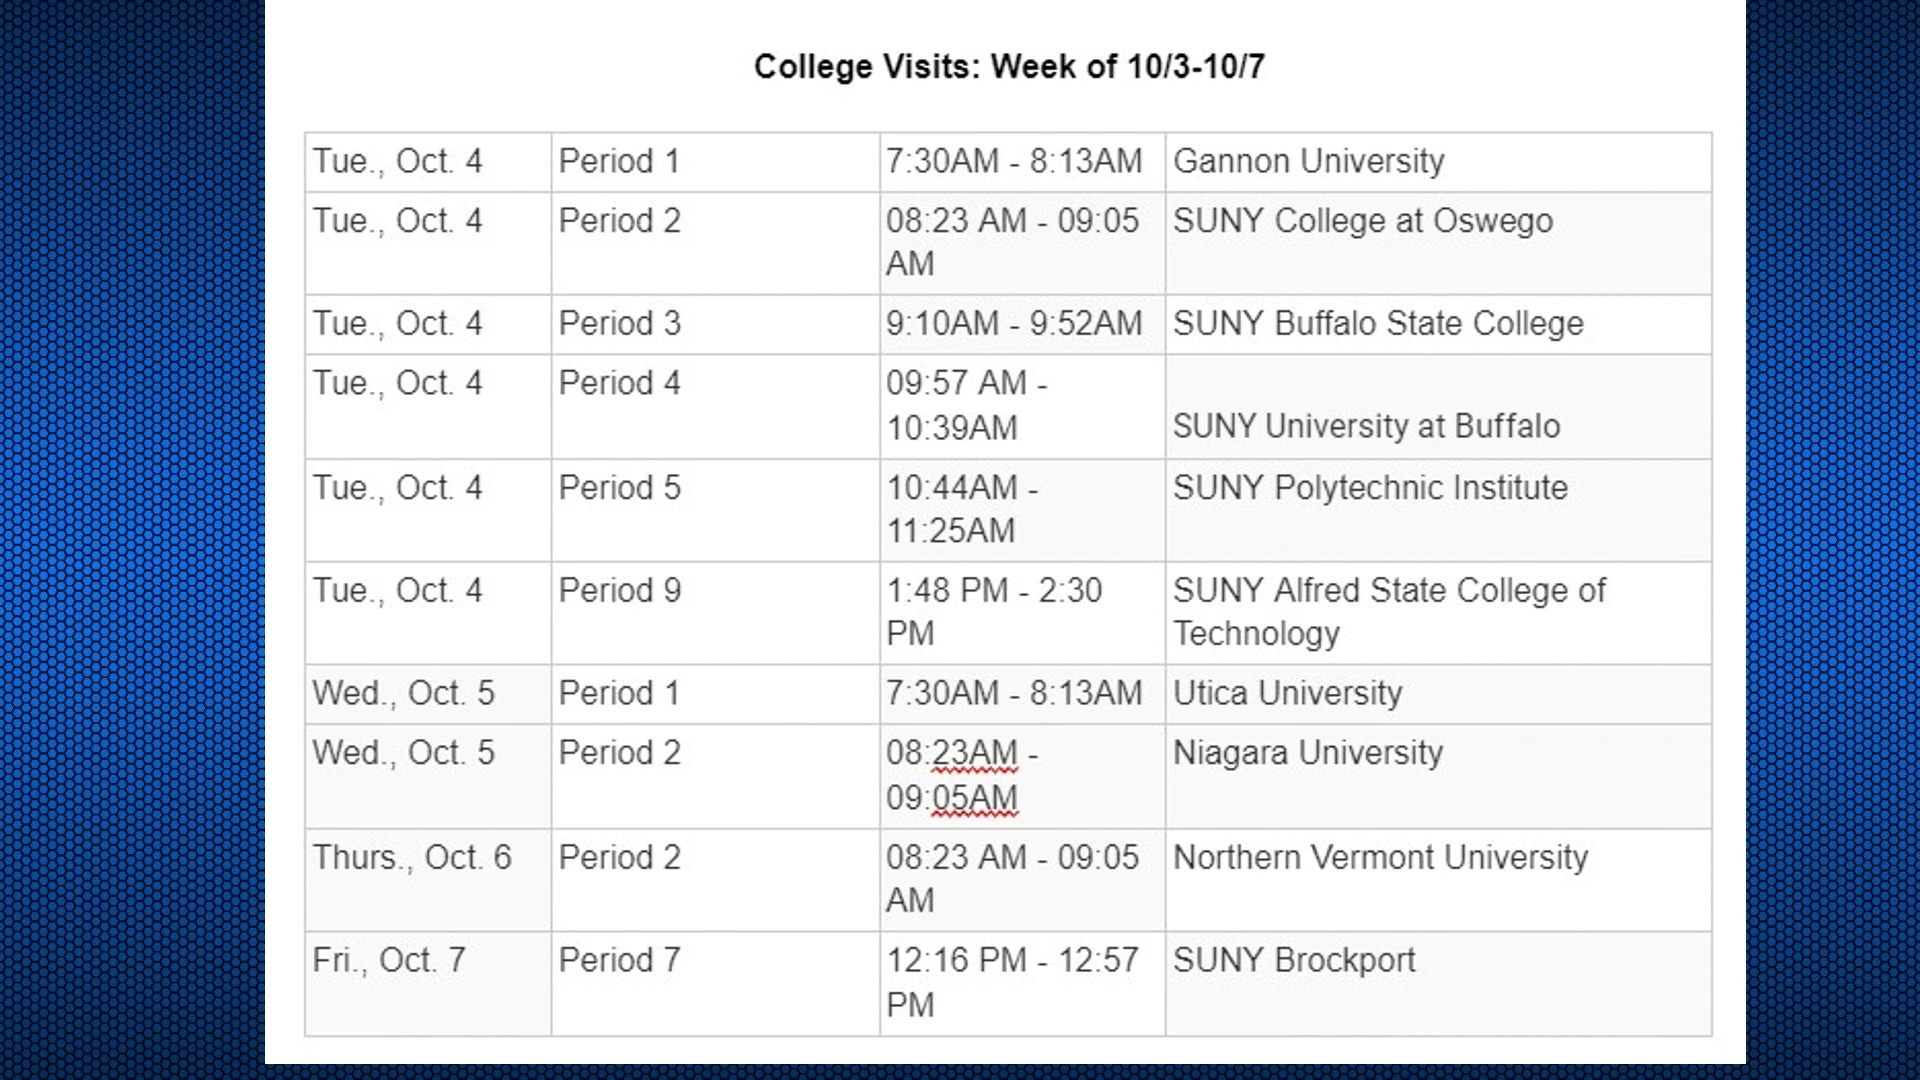 College Visits: Week of 10/3-10/7
Tue., Oct. 4 Period 1 7:30AM - 8:13AM Gannon University
Tue., Oct. 4 Period 2 08:23 AM - 09:05 SUNY College at Oswego
AM
Tue., Oct. 4 Period 3 9:10AM - 9:52AM SUNY Buffalo State College
Tue., Oct. 4 Period 4 09:57 AM -
10:39AM SUNY University at Buffalo
Tue., Oct. 4 Period 5 10:44AM - SUNY Polytechnic Institute
11:25AM
Tue., Oct. 4 Period 9 1:48 PM - 2:30 SUNY Alfred State College of
PM Technology
Wed., Oct. 5 Period 1 7:30AM - 8:13AM Utica University
Wed., Oct. 5 Period 2 08:23AM - Niagara University
09:05AM
Thurs., Oct. 6 Period 2 08:23 AM - 09:05 Northern Vermont University
AM
Fri., Oct. 7 Period 7 12:16 PM - 12:57 SUNY Brockport
PM